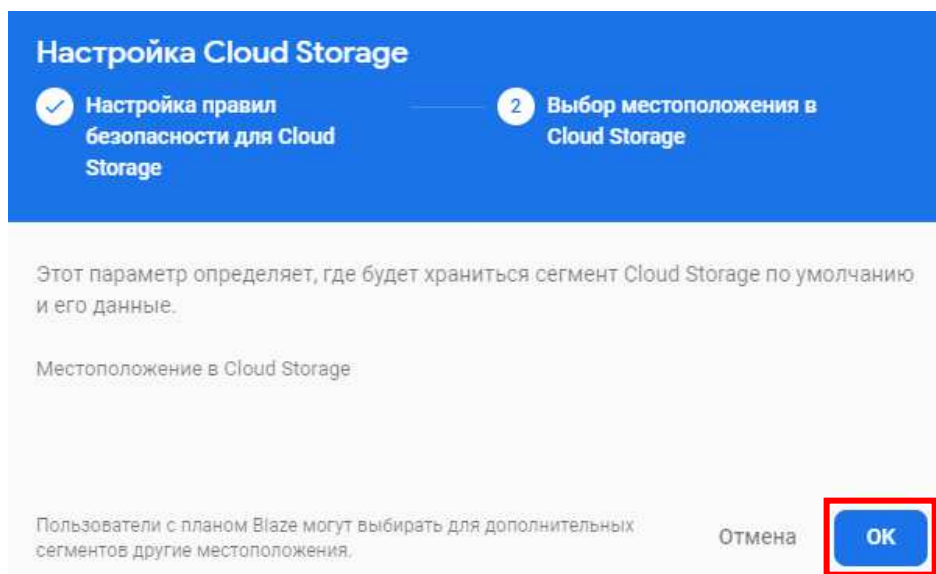 Настройка Cloud Storage
Настройка правил
безопасности для Cloud
Storage
2
Выбор местоположения в
Cloud Storage
Этот параметр определяет, где будет храниться сегмент Cloud Storage по умолчанию
и его данные.
Местоположение в Cloud Storage
Пользователи с планом Blaze могут выбирать для дополнительных
сегментов другие местоположения.
Отмена
ОК